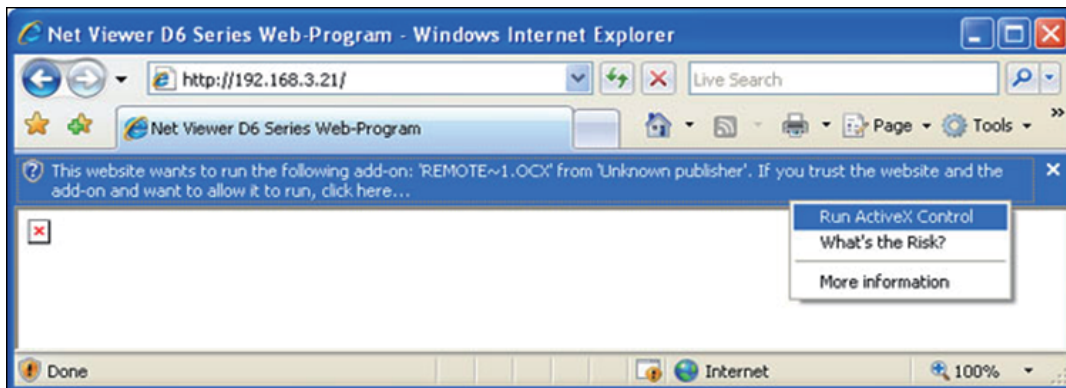 Net Viewer D6 Series Web-Program - Windows Internet Explorer
http://192.168.3.21/
Live Search
Net Viewer D6 Series Web-Program
Page
Tools
»
This website wants to run the following add-on: 'REMOTE~1.OCX' from 'Unknown publisher'. If you trust the website and the
add-on and want to allow it to run, click here...
Run ActiveX Control
What's the Risk?
More information
Done
Internet
100%